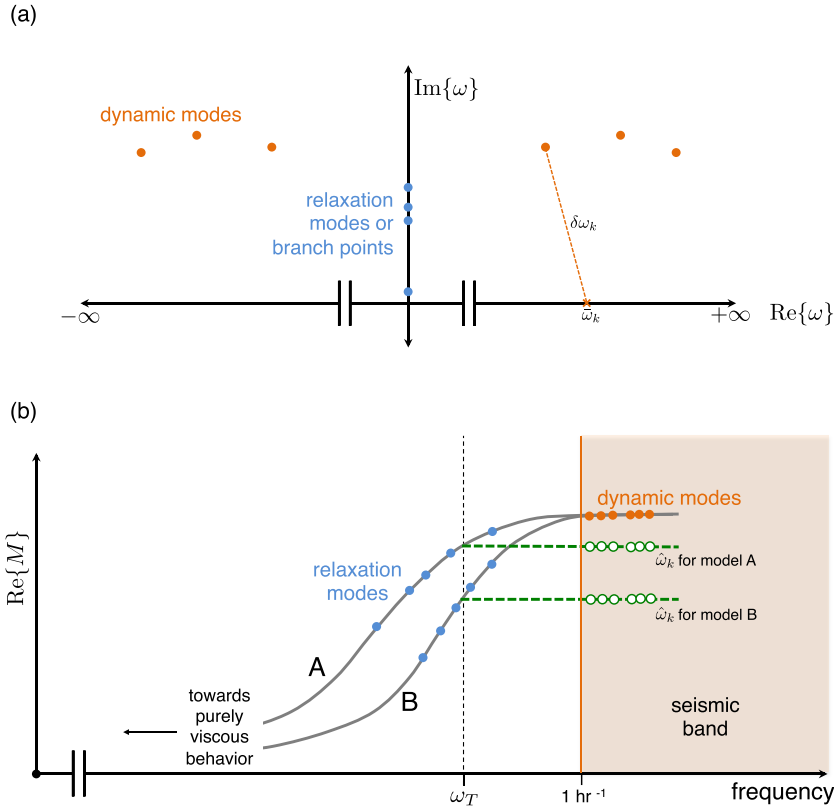 (a)
Im{ω}
dynamic modes
relaxation
modes or
branch points
δω_k
−∞
ω̄_k
+∞
Re{ω}
(b)
Re{M}
dynamic modes
ω̂_k for model A
relaxation
modes
ω̂_k for model B
A
B
towards
purely
viscous
behavior
seismic
band
ω_T
1 hr⁻¹
frequency